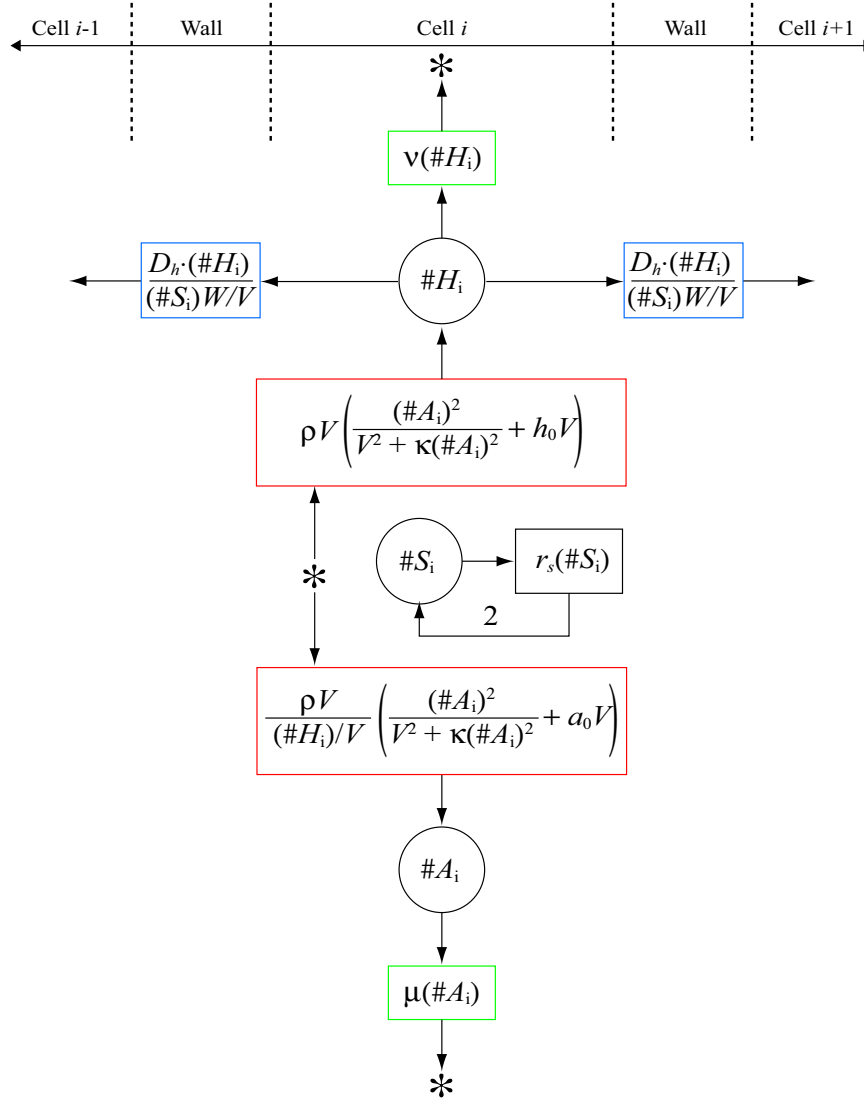 Cell i-1 Wall Cell i Wall Cell i+1
*
ν(#Hᵢ)
Dₕ·(#Hᵢ) / (#Sᵢ)W/V
#Hᵢ
Dₕ·(#Hᵢ) / (#Sᵢ)W/V
ρV ( (#Aᵢ)² / V² + κ(#Aᵢ)² + h₀V )
#Sᵢ
rₛ(#Sᵢ)
*
2
ρV / (#Hᵢ)/V ( (#Aᵢ)² / V² + κ(#Aᵢ)² + a₀V )
#Aᵢ
μ(#Aᵢ)
*